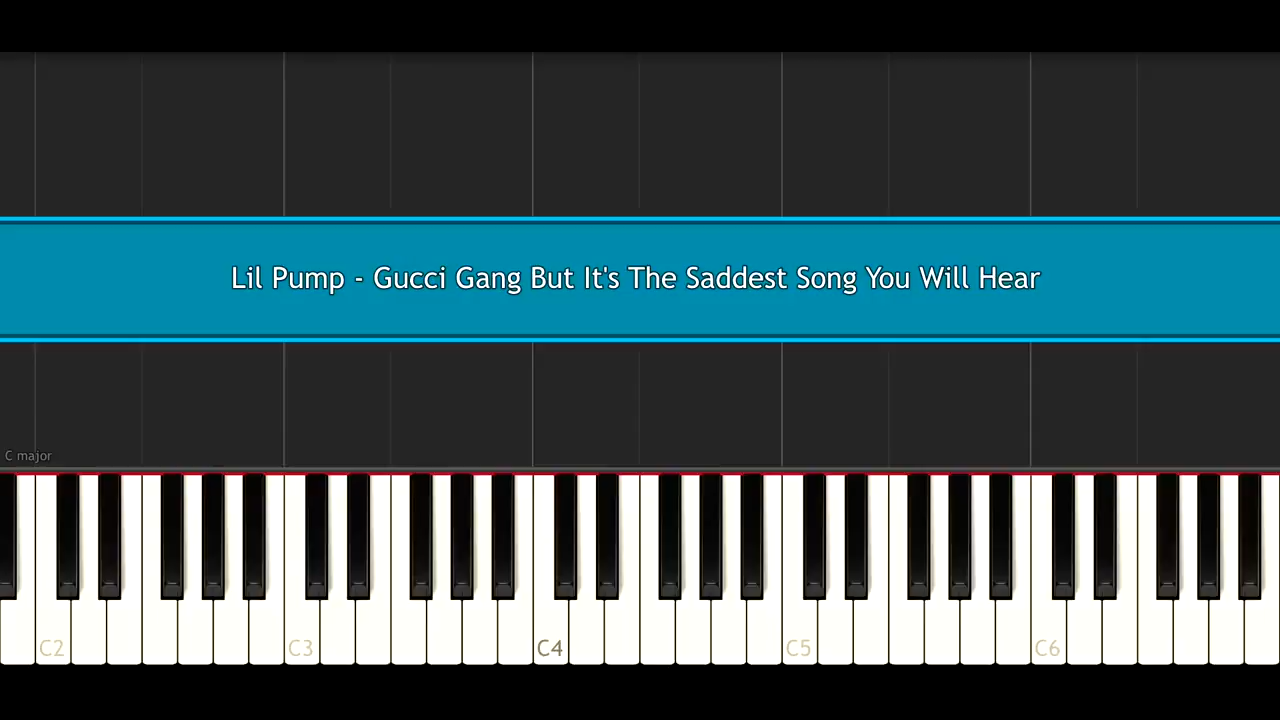 Lil Pump - Gucci Gang But It's The Saddest Song You Will Hear
C major
C2 C3 C4 C5 C6